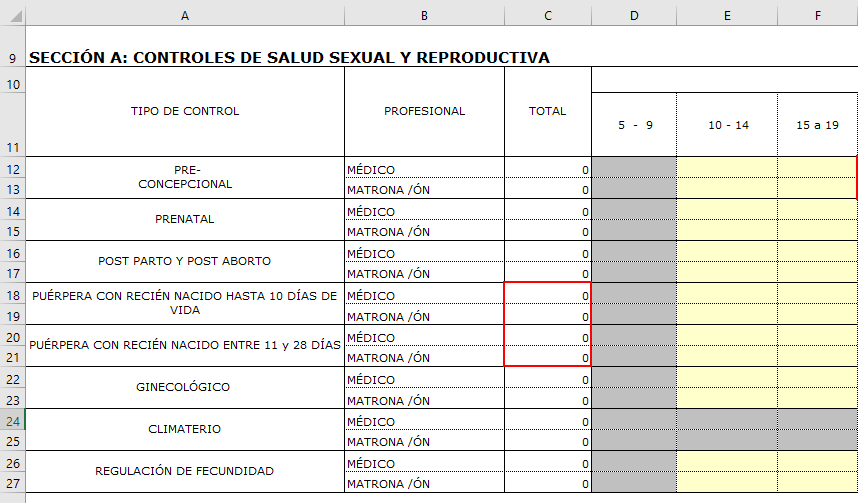 A B C D E F
9 SECCIÓN A: CONTROLES DE SALUD SEXUAL Y REPRODUCTIVA
10
11 TIPO DE CONTROL PROFESIONAL TOTAL 5 - 9 10 - 14 15 a 19
PRE-
CONCEPCIONAL
12 MÉDICO 0
13 MATRONA /ÓN 0
PRENATAL
14 MÉDICO 0
15 MATRONA /ÓN 0
POST PARTO Y POST ABORTO
16 MÉDICO 0
17 MATRONA /ÓN 0
PUÉRPERA CON RECIÉN NACIDO HASTA 10 DÍAS DE
VIDA
18 MÉDICO 0
19 MATRONA /ÓN 0
PUÉRPERA CON RECIÉN NACIDO ENTRE 11 y 28 DÍAS
20 MÉDICO 0
21 MATRONA /ÓN 0
GINECOLÓGICO
22 MÉDICO 0
23 MATRONA /ÓN 0
CLIMATERIO
24 MÉDICO 0
25 MATRONA /ÓN 0
REGULACIÓN DE FECUNDIDAD
26 MÉDICO 0
27 MATRONA /ÓN 0